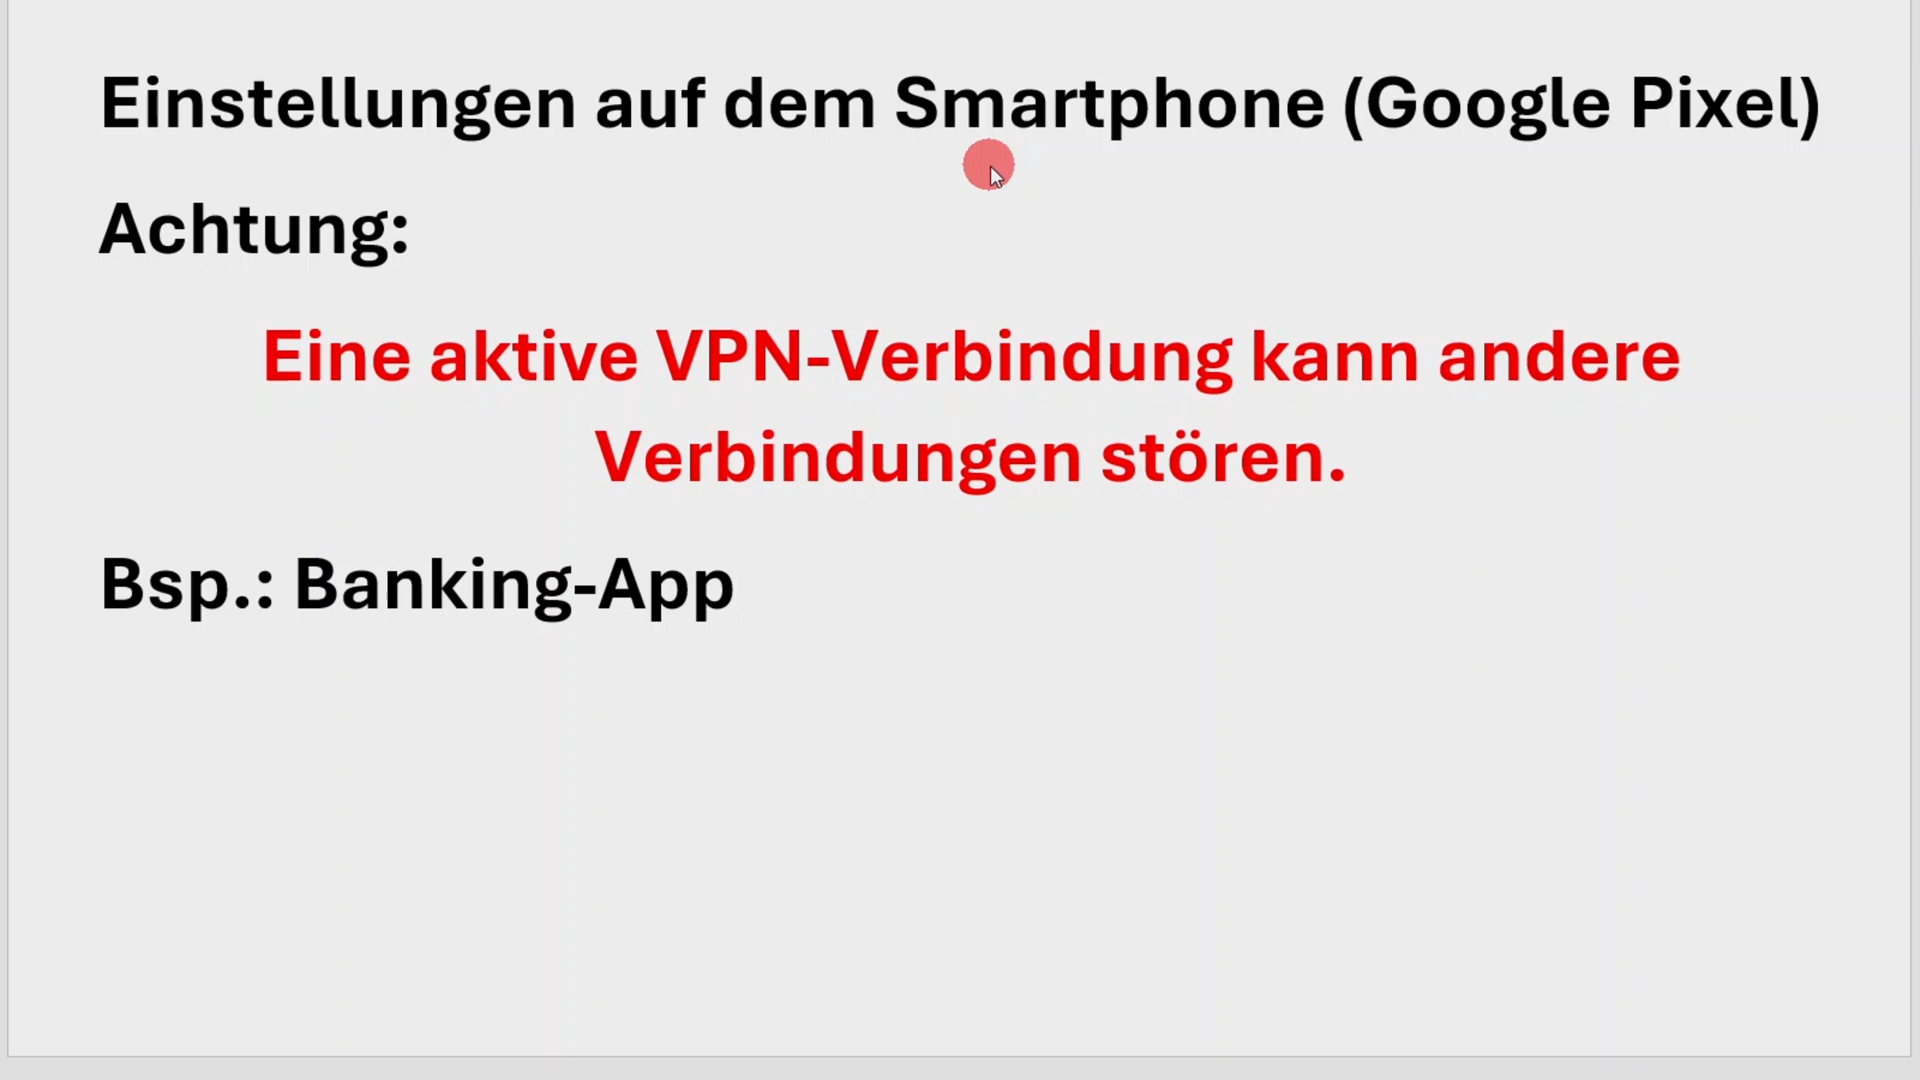 Einstellungen auf dem Smartphone (Google Pixel)
Achtung:
Eine aktive VPN-Verbindung kann andere
Verbindungen stören.
Bsp.: Banking-App